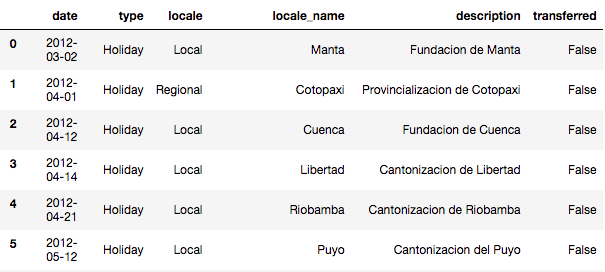 date type locale locale_name description transferred
0 2012-03-02 Holiday Local Manta Fundacion de Manta False
1 2012-04-01 Holiday Regional Cotopaxi Provincializacion de Cotopaxi False
2 2012-04-12 Holiday Local Cuenca Fundacion de Cuenca False
3 2012-04-14 Holiday Local Libertad Cantonizacion de Libertad False
4 2012-04-21 Holiday Local Riobamba Cantonizacion de Riobamba False
5 2012-05-12 Holiday Local Puyo Cantonizacion del Puyo False